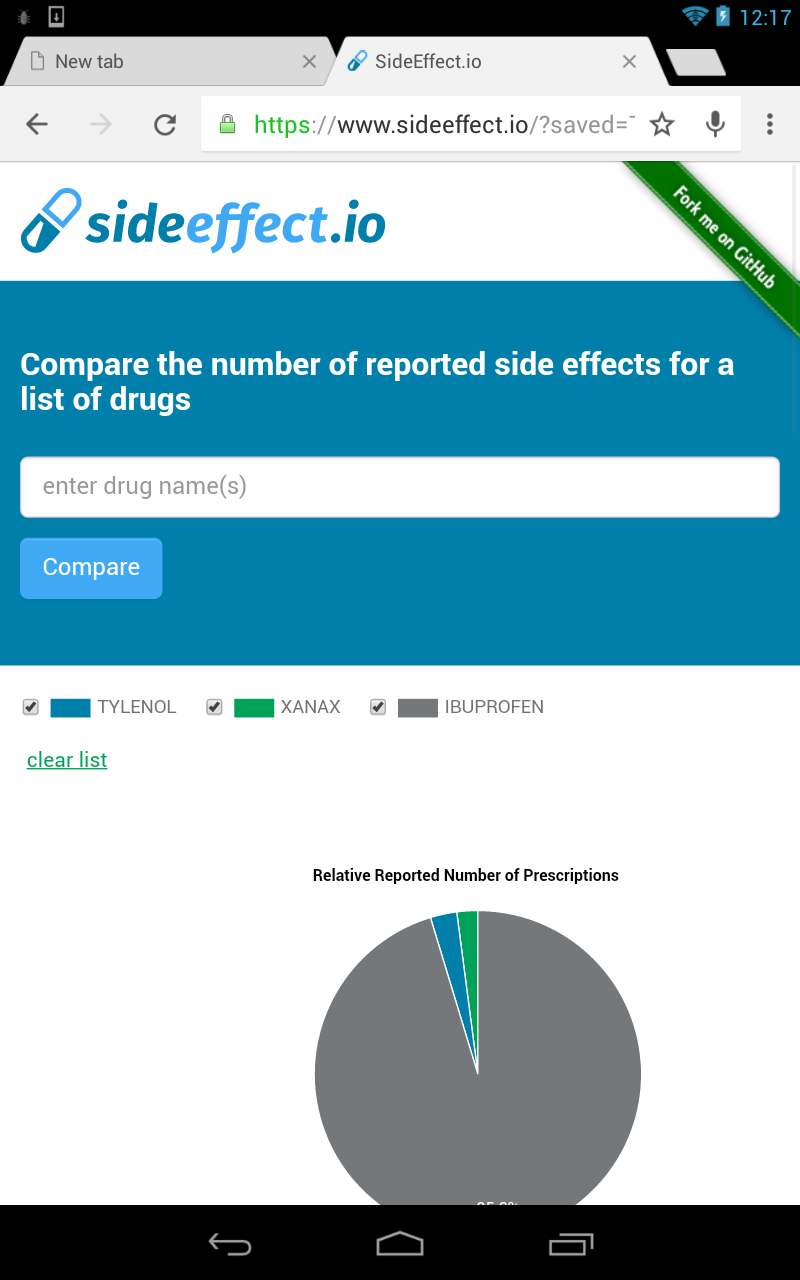 12:17
New tab
SideEffect.io
https://www.sideeffect.io/?saved=
Fork me on GitHub
sideeffect.io
Compare the number of reported side effects for a
list of drugs
enter drug name(s)
Compare
TYLENOL XANAX IBUPROFEN
clear list
Relative Reported Number of Prescriptions